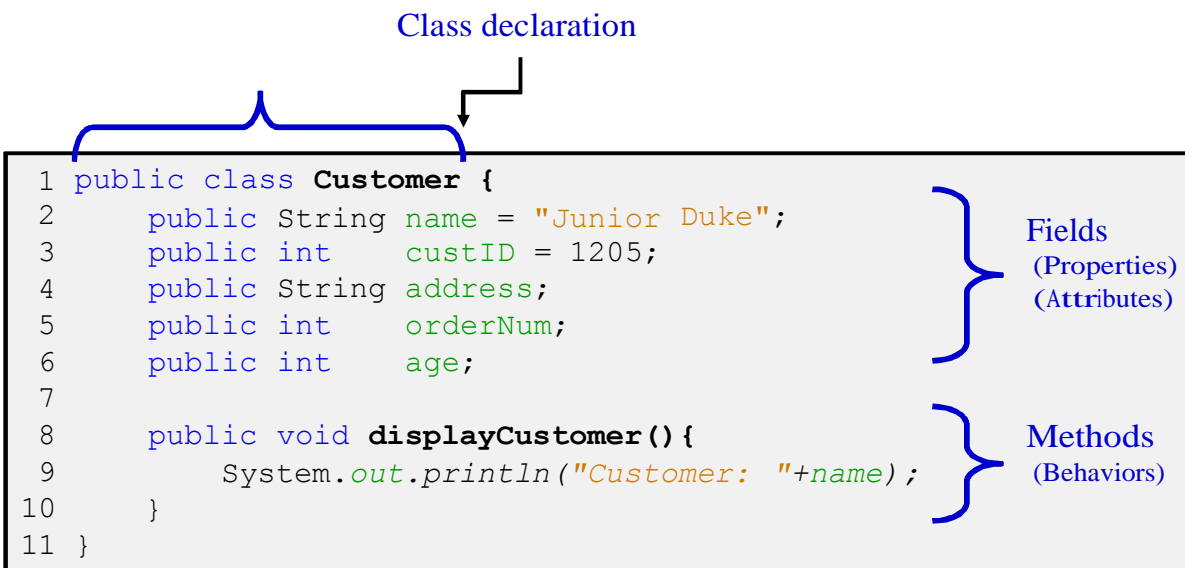 Class declaration
1 public class Customer {
2 public String name = "Junior Duke";
3 public int custID = 1205;
4 public String address;
5 public int orderNum;
6 public int age;
7
8 public void displayCustomer(){
9 System.out.println("Customer: "+name);
10 }
11 }
Fields
(Properties)
(Attributes)
Methods
(Behaviors)